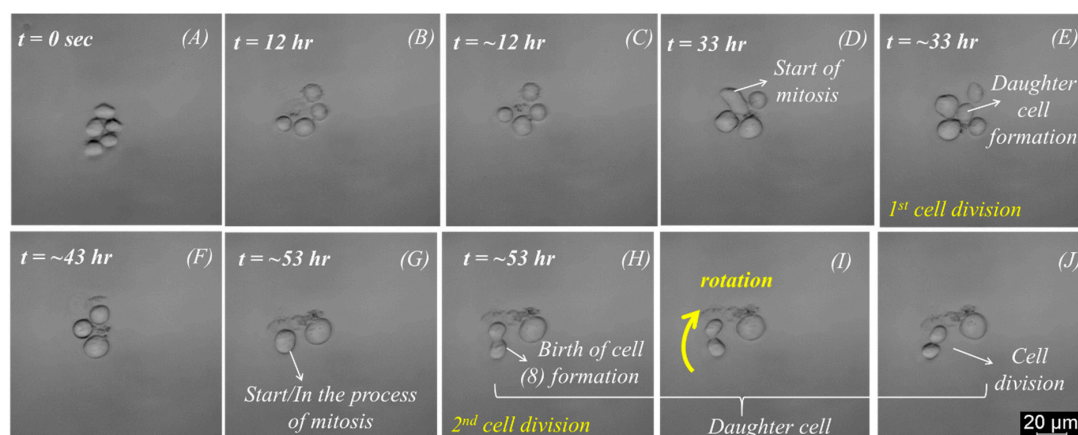 t = 0 sec
(A)
t = 12 hr
(B)
t = ~12 hr
(C)
t = 33 hr
(D)
Start of
mitosis
t = ~33 hr
(E)
Daughter
cell
formation
1st cell division
t = ~43 hr
(F)
t = ~53 hr
(G)
Start/In the process
of mitosis
t = ~53 hr
(H)
Birth of cell
(8) formation
2nd cell division
(I)
rotation
(J)
Cell
division
Daughter cell
20 μm